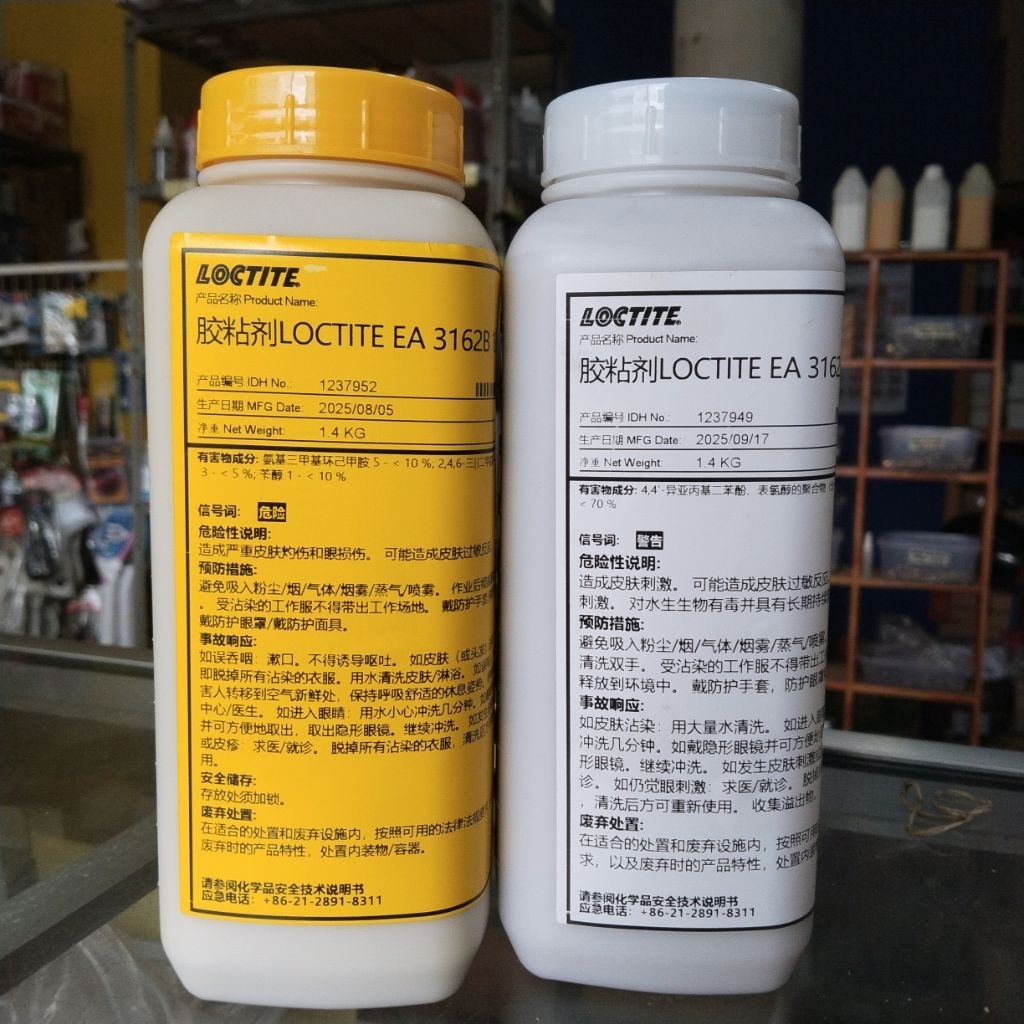 LOCTITE
产品名称 Product Name:
胶粘剂LOCTITE EA 3162B
产品编号 IDH No.: 1237952
生产日期 MFG Date: 2025/08/05
净重 Net Weight: 1.4 KG
有害物成分: 氨基三甲基环己甲胺 5 - < 10 %; 2,4,6-三(二甲
3 - < 5 %; 苄醇 1 - < 10 %
信号词: 危险
危险性说明:
造成严重皮肤灼伤和眼损伤。 可能造成皮肤过敏反应
预防措施:
避免吸入粉尘/烟/气体/烟雾/蒸气/喷雾。 作业后
。 受沾染的工作服不得带出工作场地。 戴防护手套
戴防护眼罩/戴防护面具。
事故响应:
如误吞咽: 漱口。不得诱导呕吐。 如皮肤（或头发）
即脱掉所有沾染的衣服。 用水清洗皮肤/淋浴。 如误
害人转移到空气新鲜处, 保持呼吸舒适的休息姿势。
中心/医生。 如进入眼睛: 用水小心冲洗几分钟。如
并可方便地取出, 取出隐形眼镜。继续冲洗。 如发生
或皮疹: 求医/就诊。 脱掉所有沾染的衣服, 清洗后
用。
安全储存:
存放处须加锁。
废弃处置:
在适合的处置和废弃设施内, 按照可用的法律法规
废弃时的产品特性, 处置内装物/容器。
请参阅化学品安全技术说明书
应急电话: +86-21-2891-8311
LOCTITE
产品名称 Product Name:
胶粘剂LOCTITE EA 3162
产品编号 IDH No.: 1237949
生产日期 MFG Date: 2025/09/17
净重 Net Weight: 1.4 KG
有害物成分: 4,4'-异亚丙基二苯酚、表氯醇的聚合物
< 70 %
信号词: 警告
危险性说明:
造成皮肤刺激。 可能造成皮肤过敏反应
刺激。 对水生生物有毒并具有长期持续
预防措施:
避免吸入粉尘/烟/气体/烟雾/蒸气/喷雾。
清洗双手。 受沾染的工作服不得带出工
释放到环境中。 戴防护手套, 防护眼罩
事故响应:
如皮肤沾染: 用大量水清洗。 如进入眼
冲洗几分钟。如戴隐形眼镜并可方便
形眼镜。继续冲洗。 如发生皮肤刺激
诊。 如仍觉眼刺激: 求医/就诊。 脱掉
, 清洗后方可重新使用。 收集溢出物。
废弃处置:
在适合的处置和废弃设施内, 按照可用
求, 以及废弃时的产品特性, 处置内装
请参阅化学品安全技术说明书
应急电话: +86-21-2891-8311